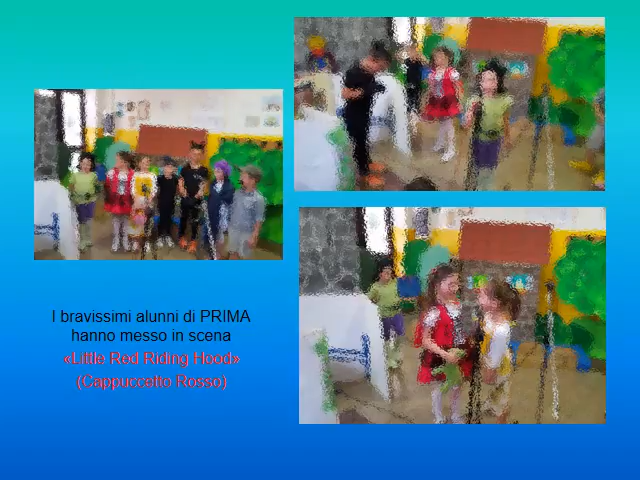 I bravissimi alunni di PRIMA
hanno messo in scena
«Little Red Riding Hood»
(Cappuccetto Rosso)